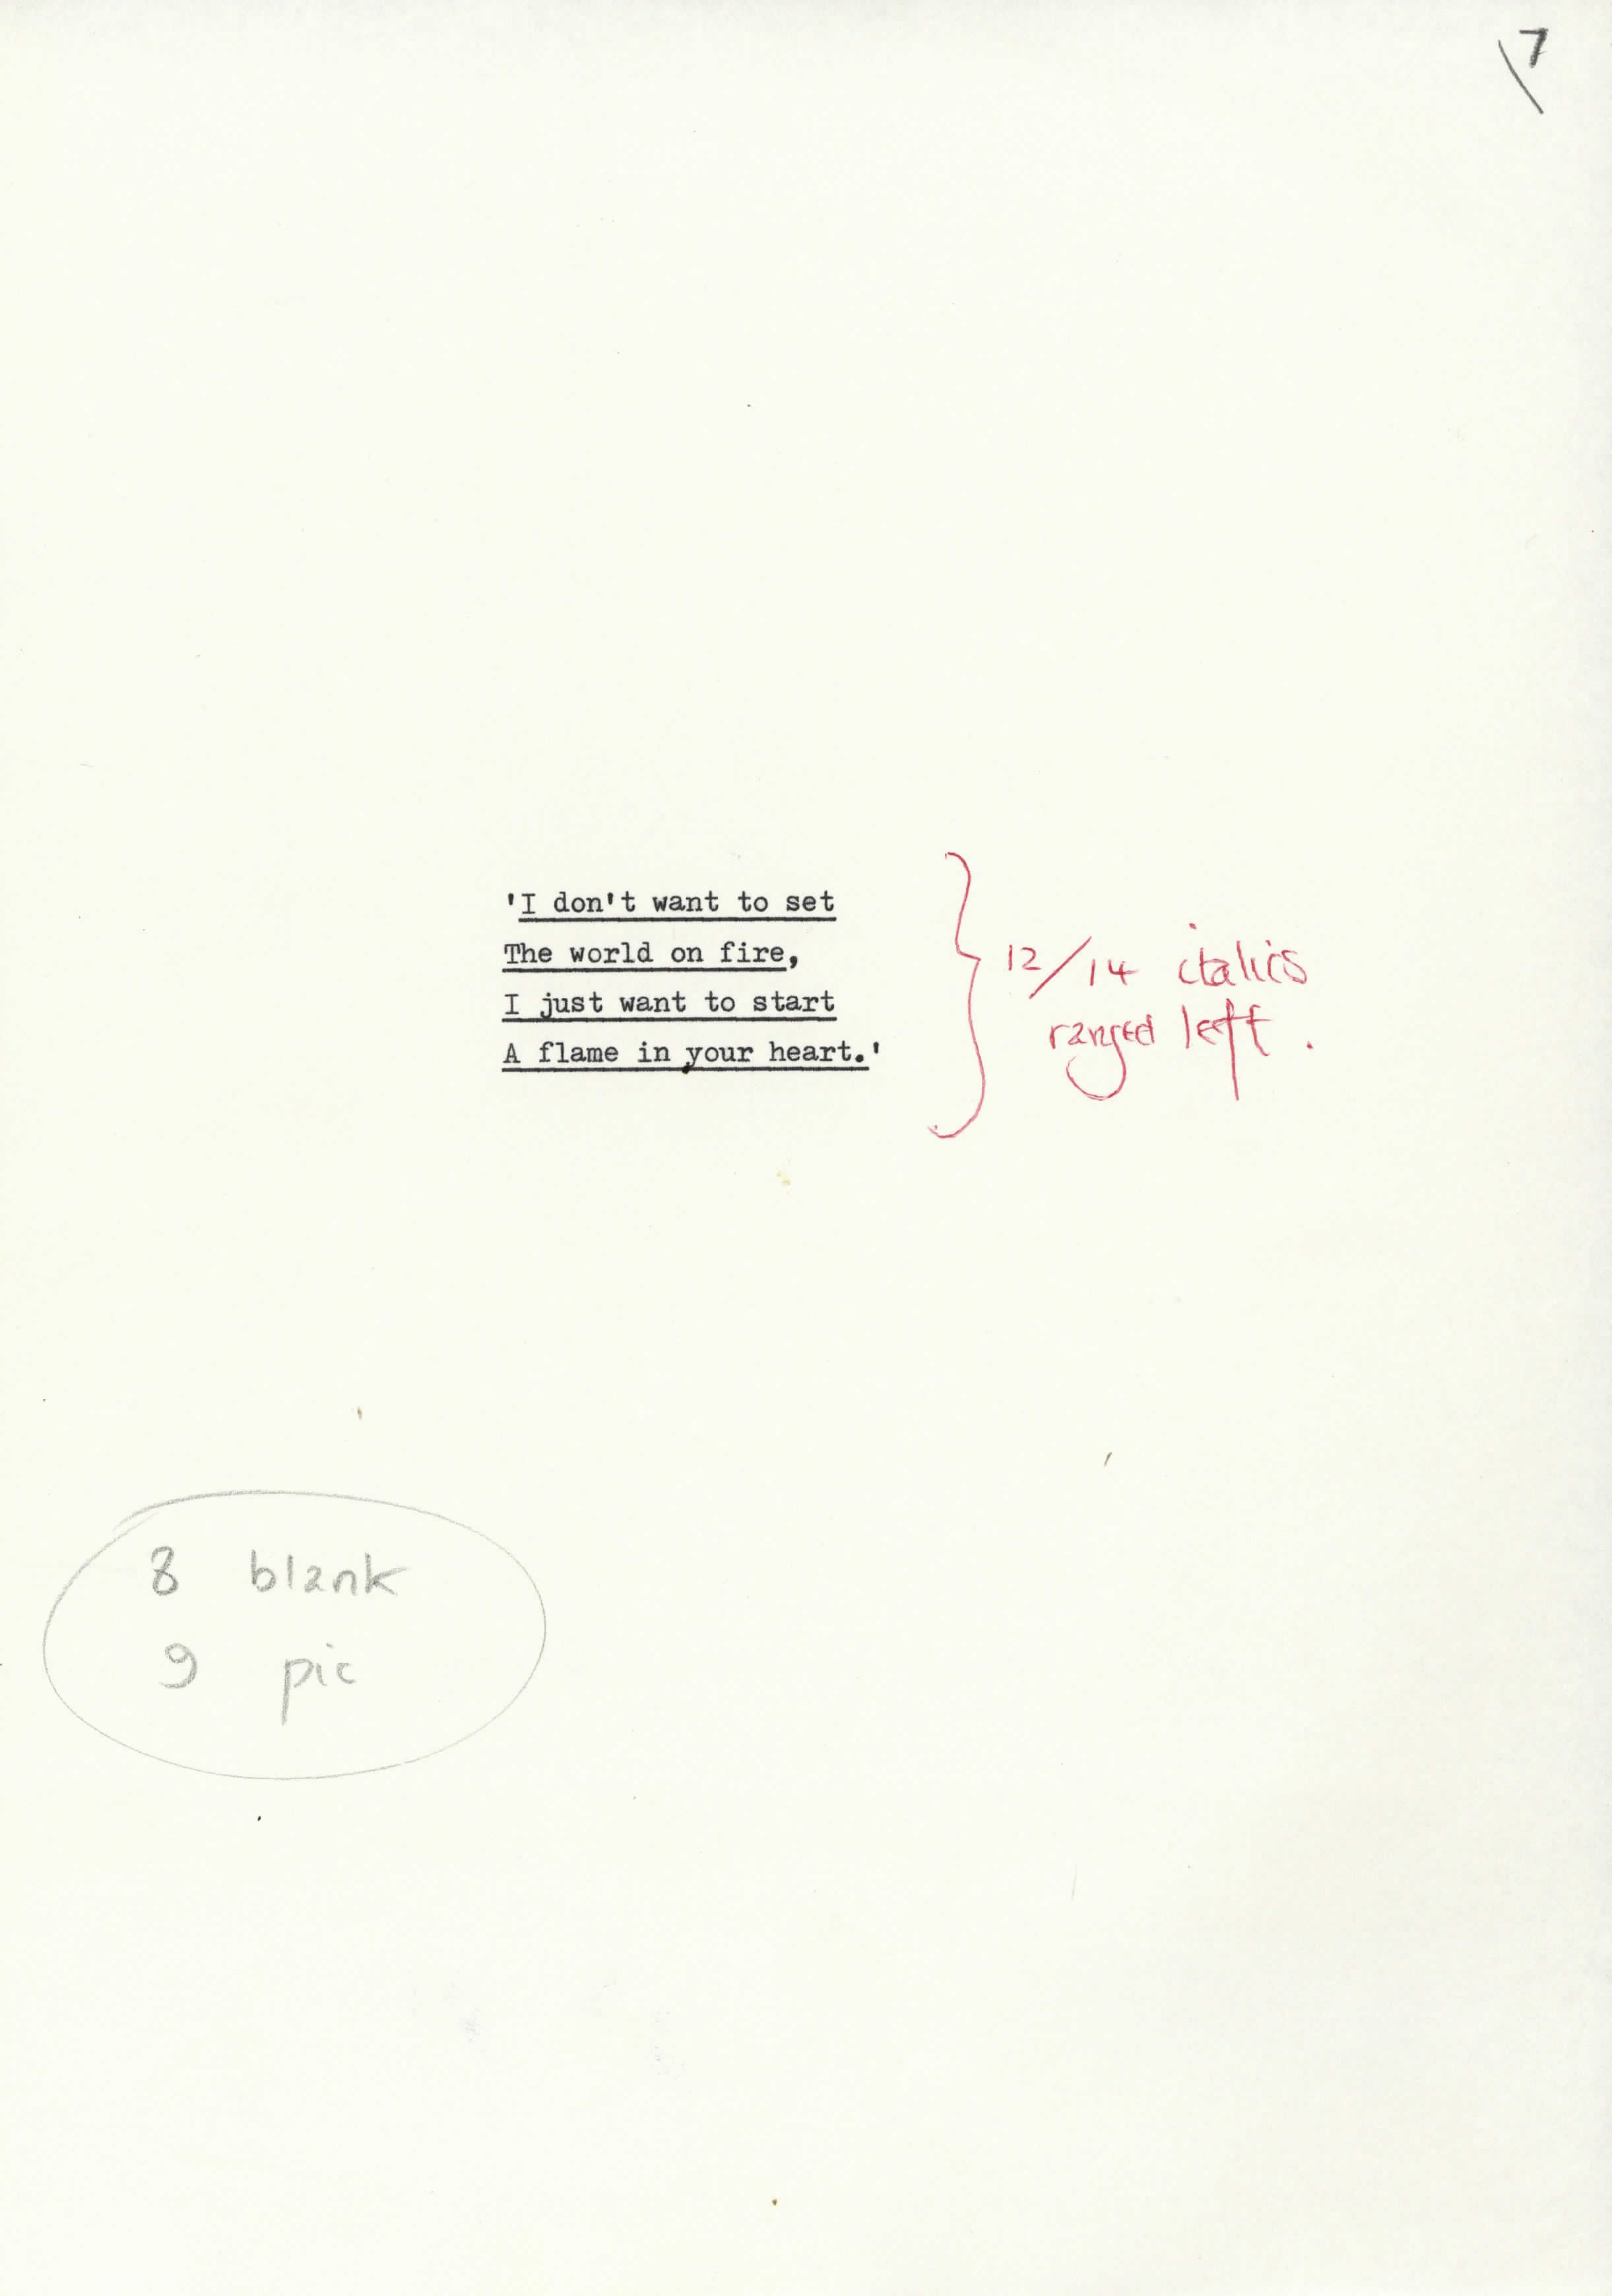 7
'I don't want to set
The world on fire,
I just want to start
A flame in your heart.'
12/14 italics
ranged left.
8 blank
9 pic